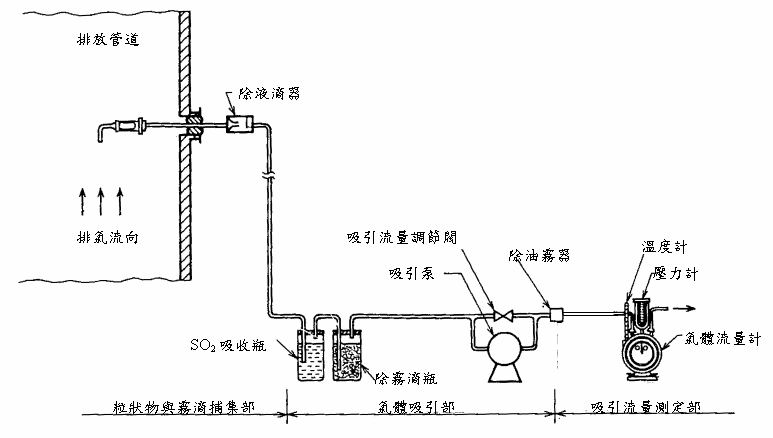 排放管道
除液滴器
排氣流向
吸引流量調節閥
吸引泵
除油霧器
溫度計
壓力計
氣體流量計
SO₂吸收瓶
除霧滴瓶
粒狀物與霧滴捕集部
氣體吸引部
吸引流量測定部